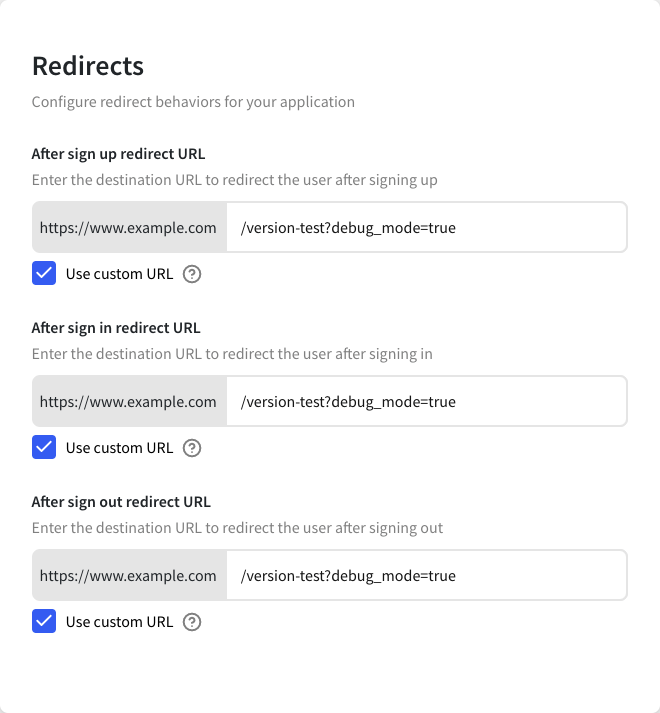 Redirects
Configure redirect behaviors for your application
After sign up redirect URL
Enter the destination URL to redirect the user after signing up
https://www.example.com /version-test?debug_mode=true
Use custom URL ?
After sign in redirect URL
Enter the destination URL to redirect the user after signing in
https://www.example.com /version-test?debug_mode=true
Use custom URL ?
After sign out redirect URL
Enter the destination URL to redirect the user after signing out
https://www.example.com /version-test?debug_mode=true
Use custom URL ?